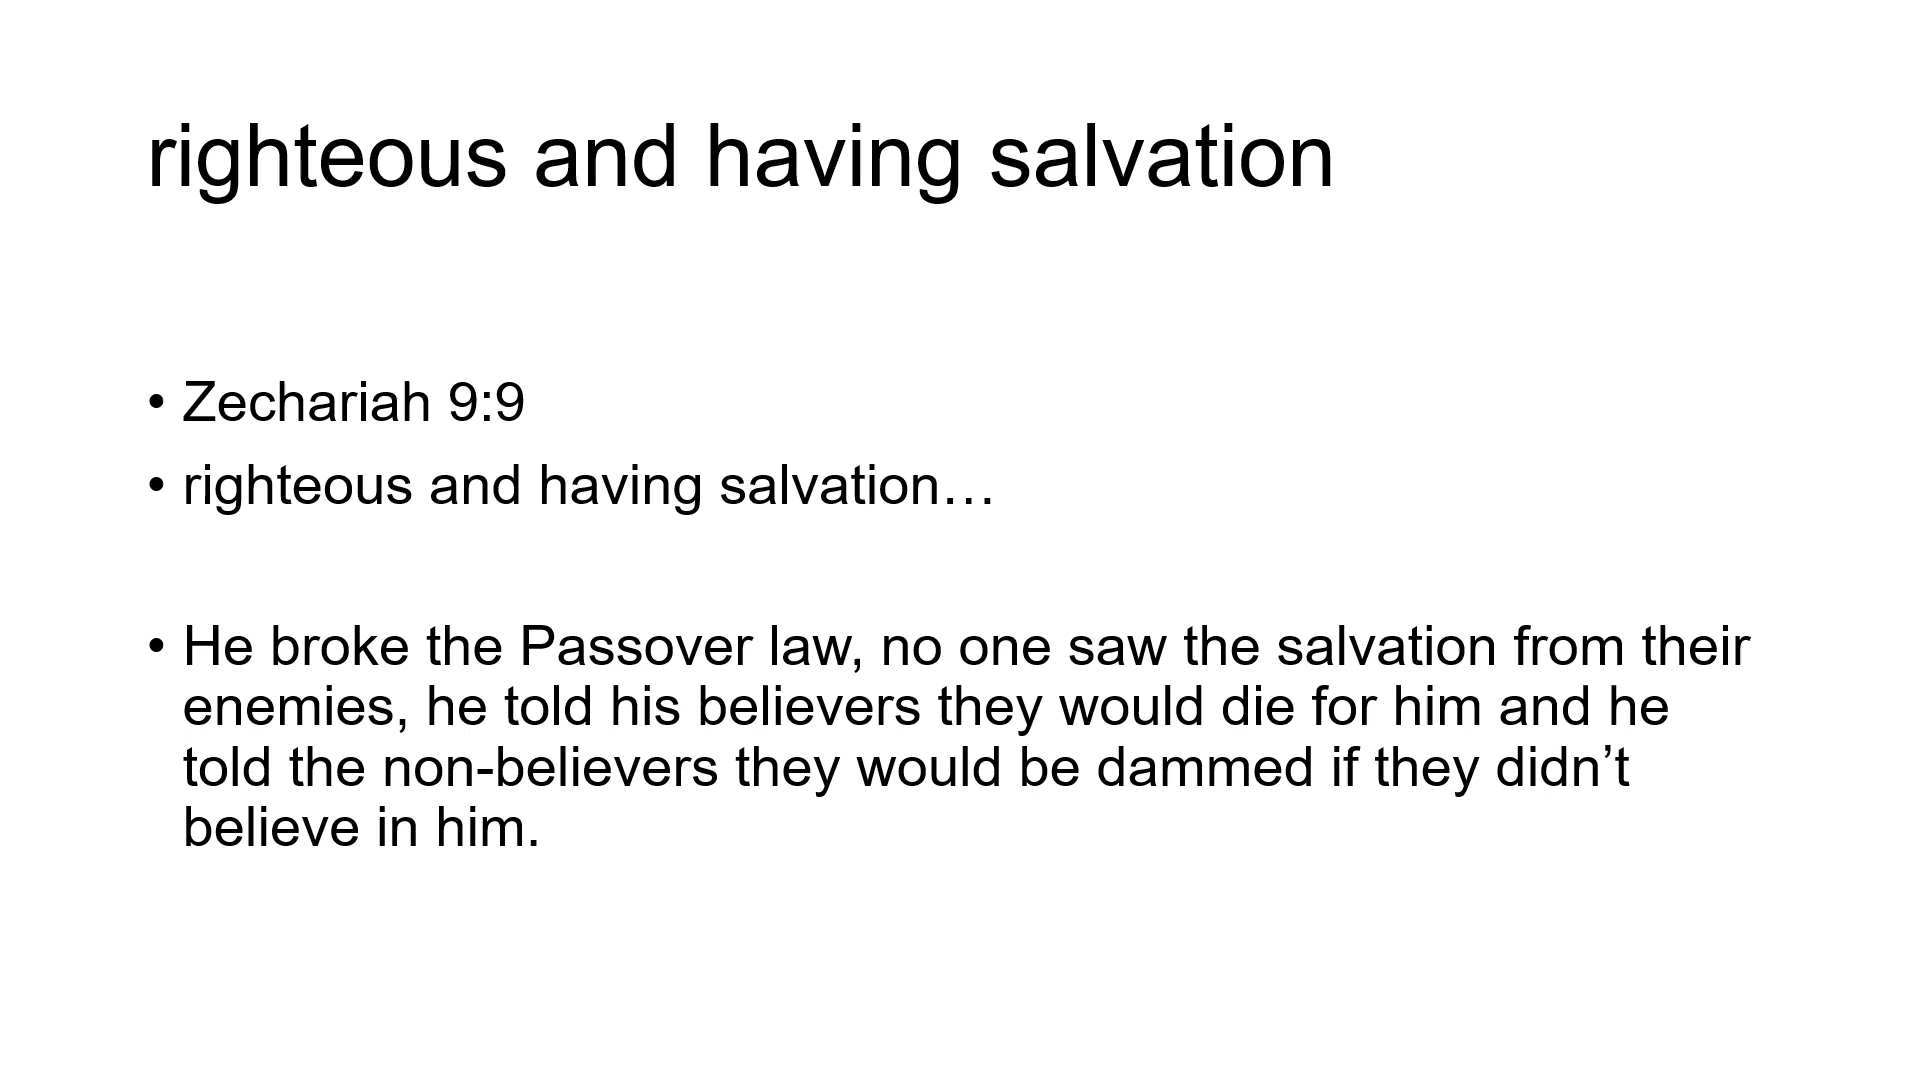 righteous and having salvation
• Zechariah 9:9
• righteous and having salvation…
• He broke the Passover law, no one saw the salvation from their
enemies, he told his believers they would die for him and he
told the non-believers they would be dammed if they didn’t
believe in him.